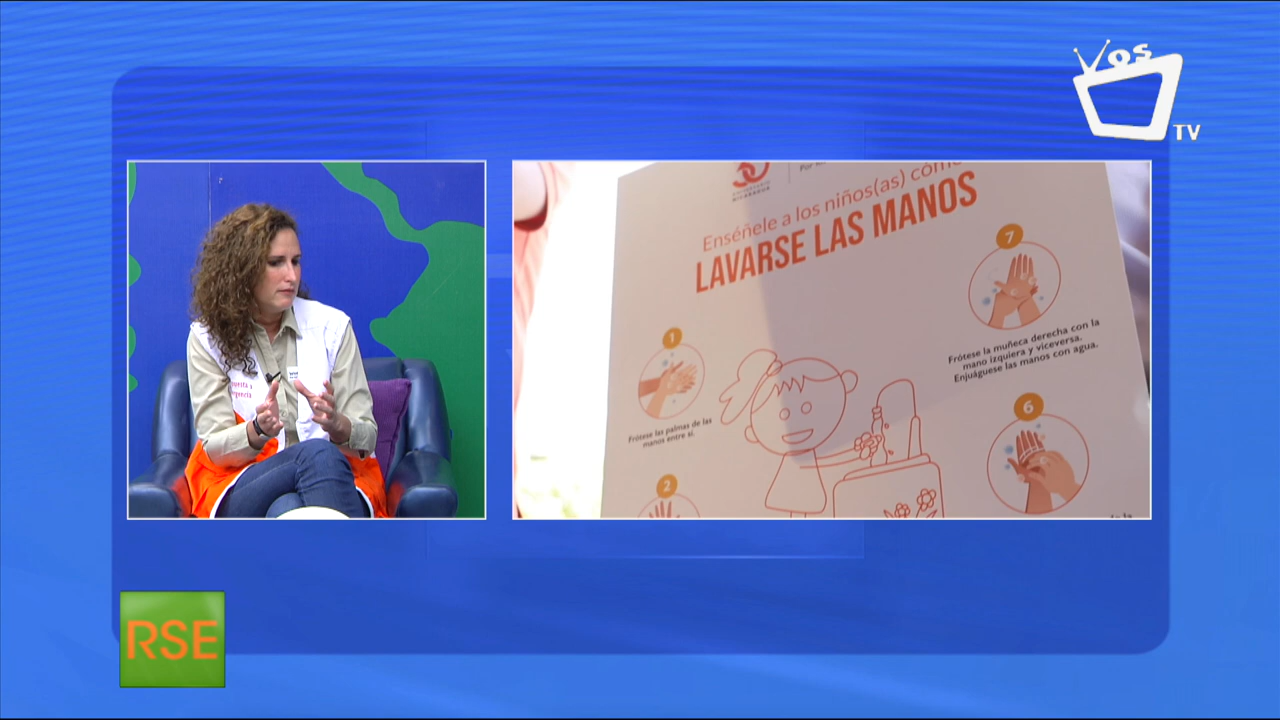 VOS
TV
Enséñele a los niños(as) cómo
LAVARSE LAS MANOS
7
Frótese la muñeca derecha con la
mano izquiera y viceversa.
Enjuáguese las manos con agua.
1
Frótese las palmas de las
manos entre sí.
6
2
RSE